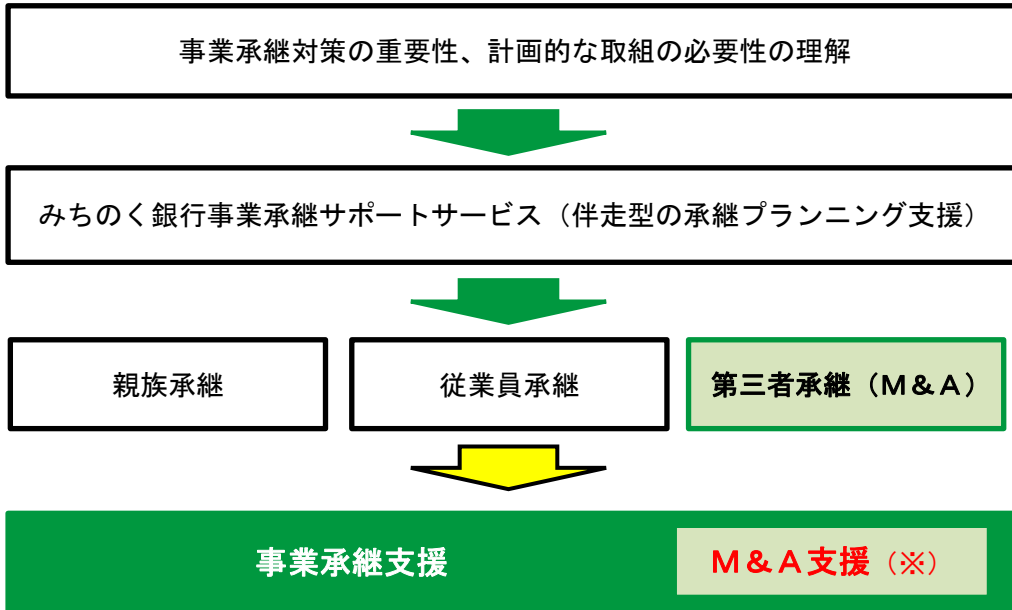 事業承継対策の重要性、計画的な取組の必要性の理解
みちのく銀行事業承継サポートサービス（伴走型の承継プランニング支援）
親族承継
従業員承継
第三者承継（Ｍ＆Ａ）
事業承継支援
Ｍ＆Ａ支援（※）